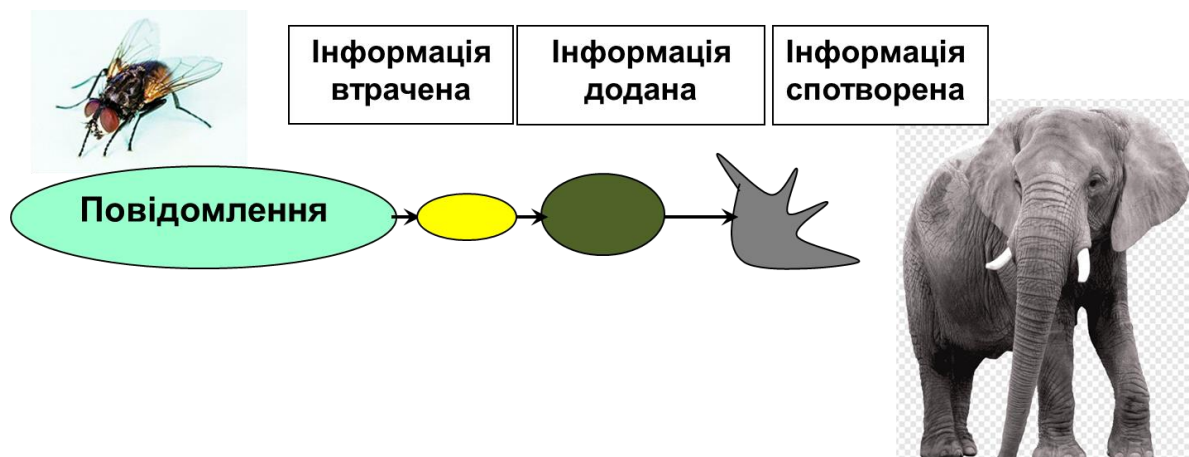 Інформація
втрачена
Інформація
додана
Інформація
спотворена
Повідомлення